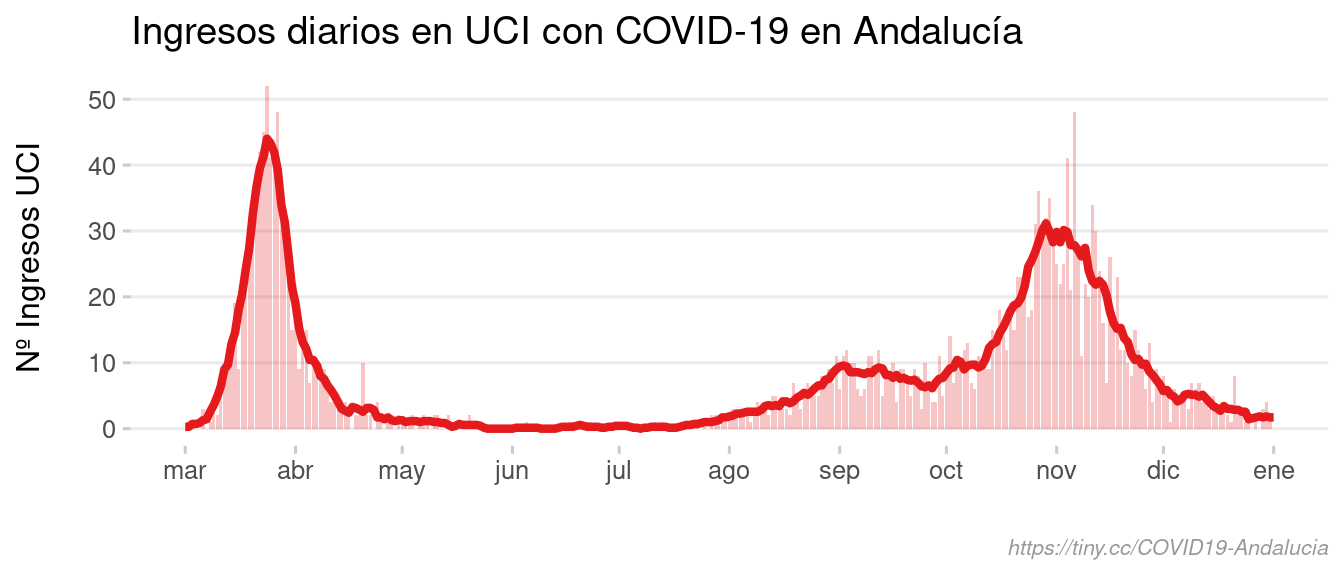 Ingresos diarios en UCI con COVID-19 en Andalucía
Nº Ingresos UCI
50
40
30
20
10
0
mar abr may jun jul ago sep oct nov dic ene
https://tiny.cc/COVID19-Andalucia